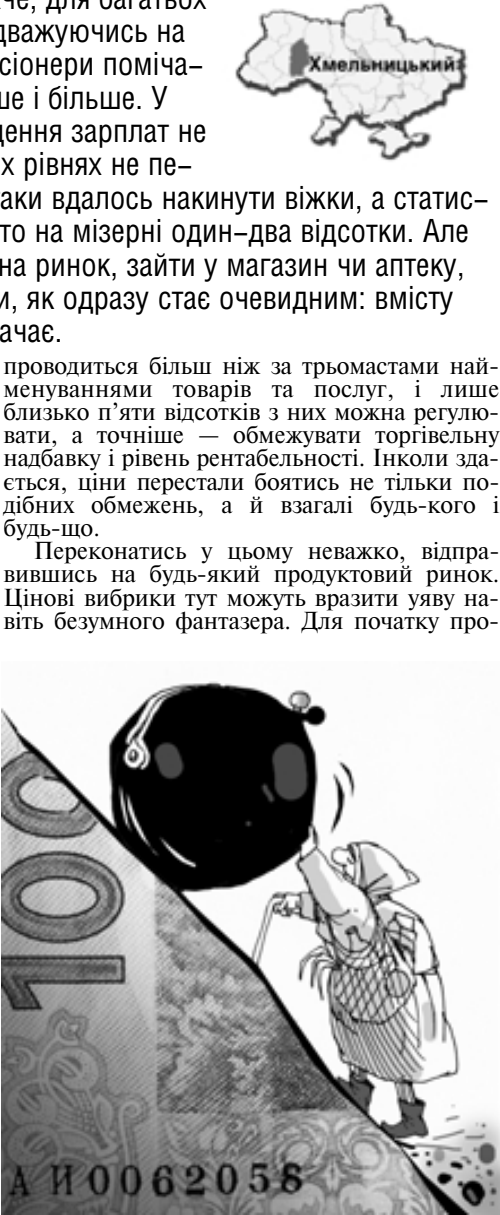 для багатьох
дважуючись на
сіонери поміча–
ше і більше. У
щення зарплат не
х рівнях не пе–
таки вдалось накинути віжки, а статис–
то на мізерні один–два відсотки. Але
на ринок, зайти у магазин чи аптеку,
и, як одразу стає очевидним: вмісту
ачає.
Хмельницький
проводиться більш ніж за трьомастами най-
менуваннями товарів та послуг, і лише
близько п’яти відсотків з них можна регулю-
вати, а точніше — обмежувати торгівельну
надбавку і рівень рентабельності. Інколи зда-
ється, ціни перестали боятись не тільки по-
дібних обмежень, а й взагалі будь-кого і
будь-що.
Переконатись у цьому неважко, відпра-
вившись на будь-який продуктовий ринок.
Цінові вибрики тут можуть вразити уяву на-
віть безумного фантазера. Для початку про-
100
АИ0062058